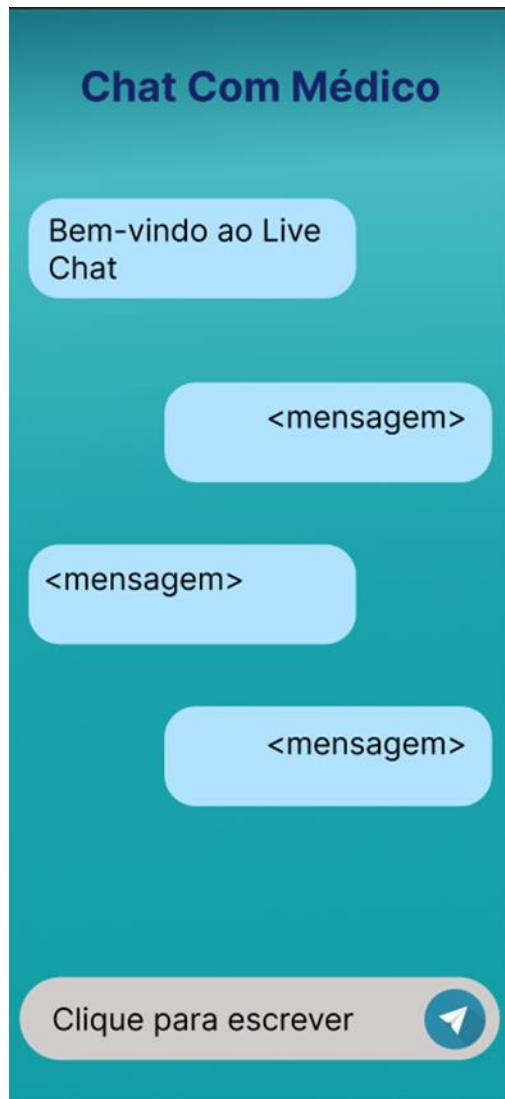 Chat Com Médico
Bem-vindo ao Live
Chat
<mensagem>
<mensagem>
<mensagem>
Clique para escrever